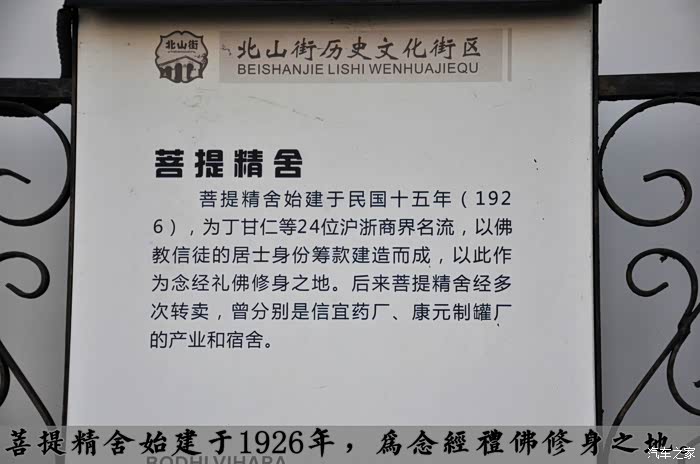 北山街
北山街历史文化街区
BEISHANJIE LISHI WENHUAJIEQU
菩提精舍
菩提精舍始建于民国十五年(192
6),为丁甘仁等24位沪浙商界名流,以佛
教信徒的居士身份筹款建造而成,以此作
为念经礼佛修身之地。后来菩提精舍经多
次转卖,曾分别是信宜药厂、康元制罐厂
的产业和宿舍。
菩提精舍始建于1926年,為念經禮佛修身之地。
汽车之家
BODHI VIHARA